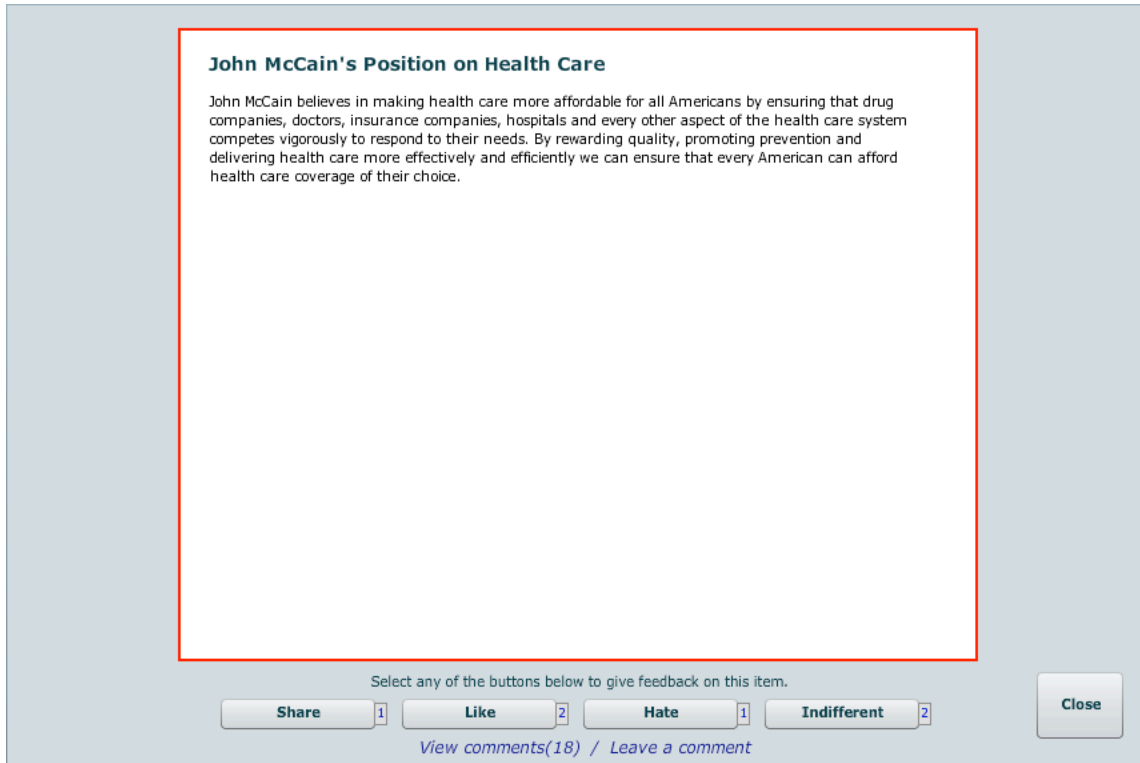 John McCain's Position on Health Care
John McCain believes in making health care more affordable for all Americans by ensuring that drug
companies, doctors, insurance companies, hospitals and every other aspect of the health care system
competes vigorously to respond to their needs. By rewarding quality, promoting prevention and
delivering health care more effectively and efficiently we can ensure that every American can afford
health care coverage of their choice.
Select any of the buttons below to give feedback on this item.
Share 1 Like 2 Hate 1 Indifferent 2
Close
View comments(18) / Leave a comment